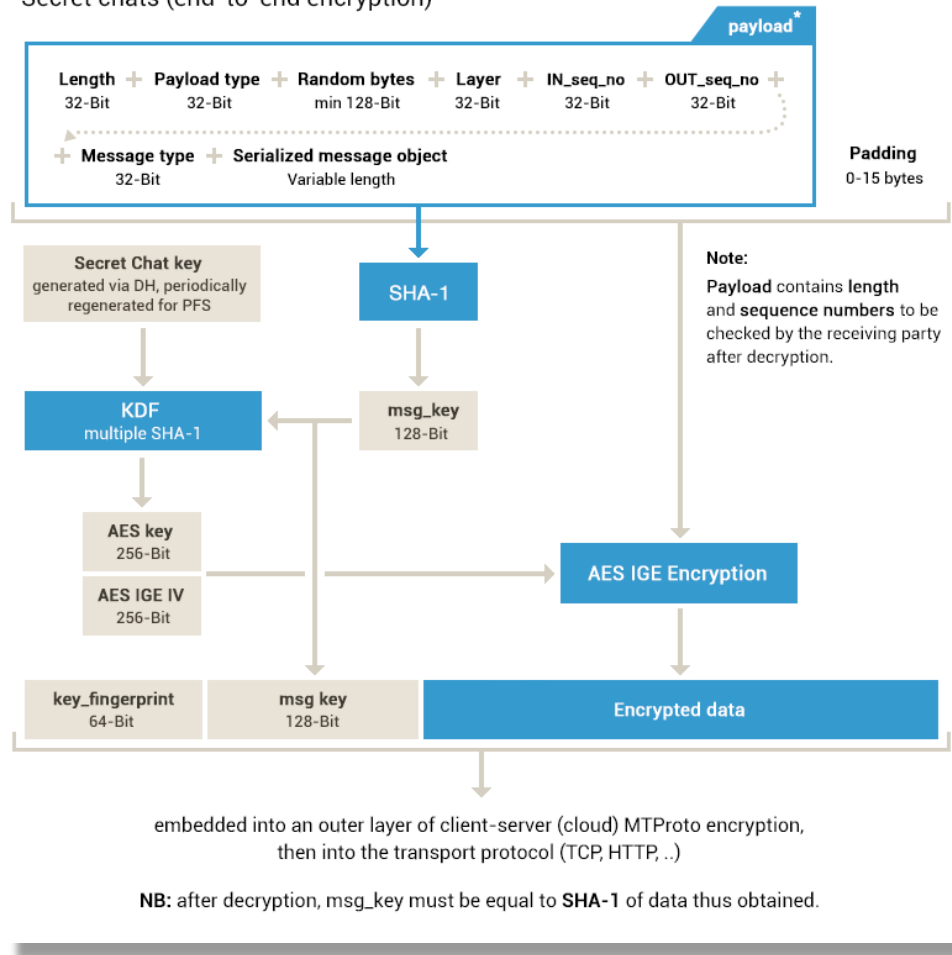 Secret chats (end-to-end encryption)
payload*
Length + Payload type + Random bytes + Layer + IN_seq_no + OUT_seq_no +
32-Bit 32-Bit min 128-Bit 32-Bit 32-Bit 32-Bit
+ Message type + Serialized message object
32-Bit Variable length
Padding
0-15 bytes
Secret Chat key
generated via DH, periodically
regenerated for PFS
SHA-1
Note:
Payload contains length
and sequence numbers to be
checked by the receiving party
after decryption.
KDF
multiple SHA-1
msg_key
128-Bit
AES key
256-Bit
AES IGE IV
256-Bit
AES IGE Encryption
key_fingerprint
64-Bit
msg key
128-Bit
Encrypted data
embedded into an outer layer of client-server (cloud) MTProto encryption,
then into the transport protocol (TCP, HTTP, ..)
NB: after decryption, msg_key must be equal to SHA-1 of data thus obtained.